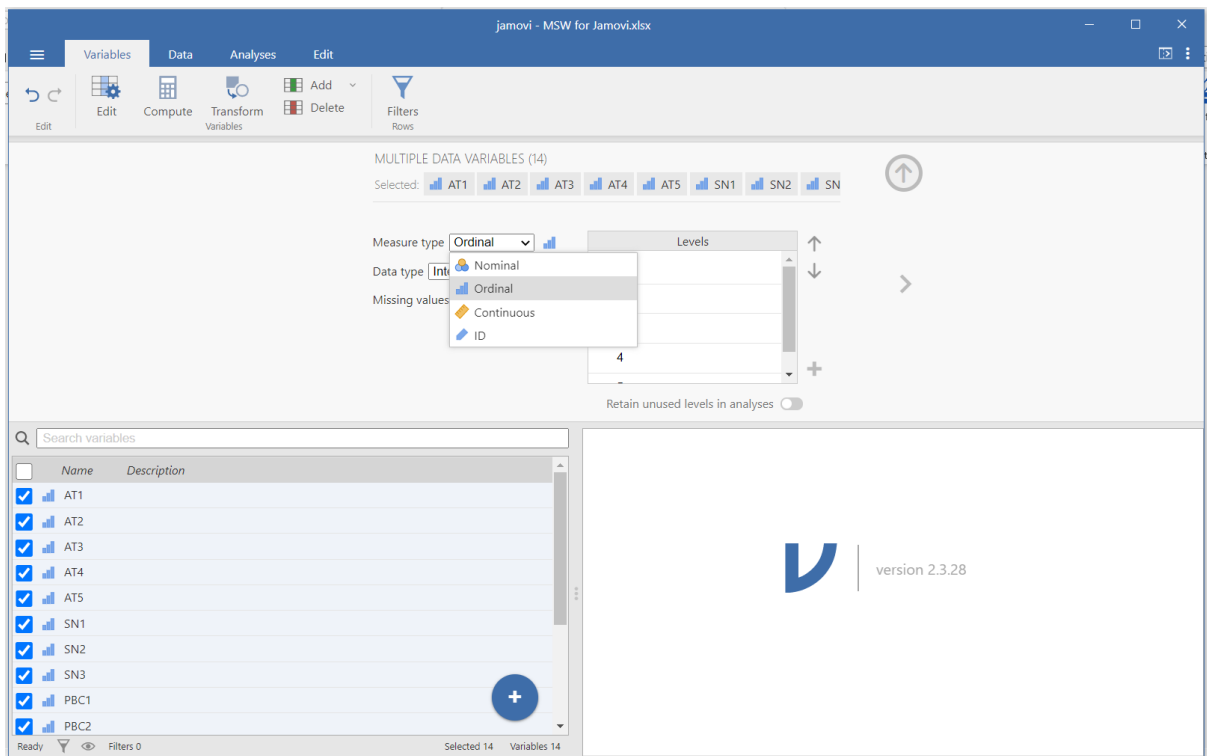 jamovi - MSW for Jamovi.xlsx
Variables Data Analyses Edit
Edit Compute Transform Add Delete Filters
Edit Variables Rows
MULTIPLE DATA VARIABLES (14)
Selected: AT1 AT2 AT3 AT4 AT5 SN1 SN2 SN
Measure type Ordinal Levels
Nominal
Data type Inte
Ordinal
Missing values
Continuous
ID
4
Retain unused levels in analyses
Search variables
Name Description
AT1
AT2
AT3
AT4
AT5
SN1
SN2
SN3
PBC1
PBC2
version 2.3.28
Ready Filters 0 Selected 14 Variables 14